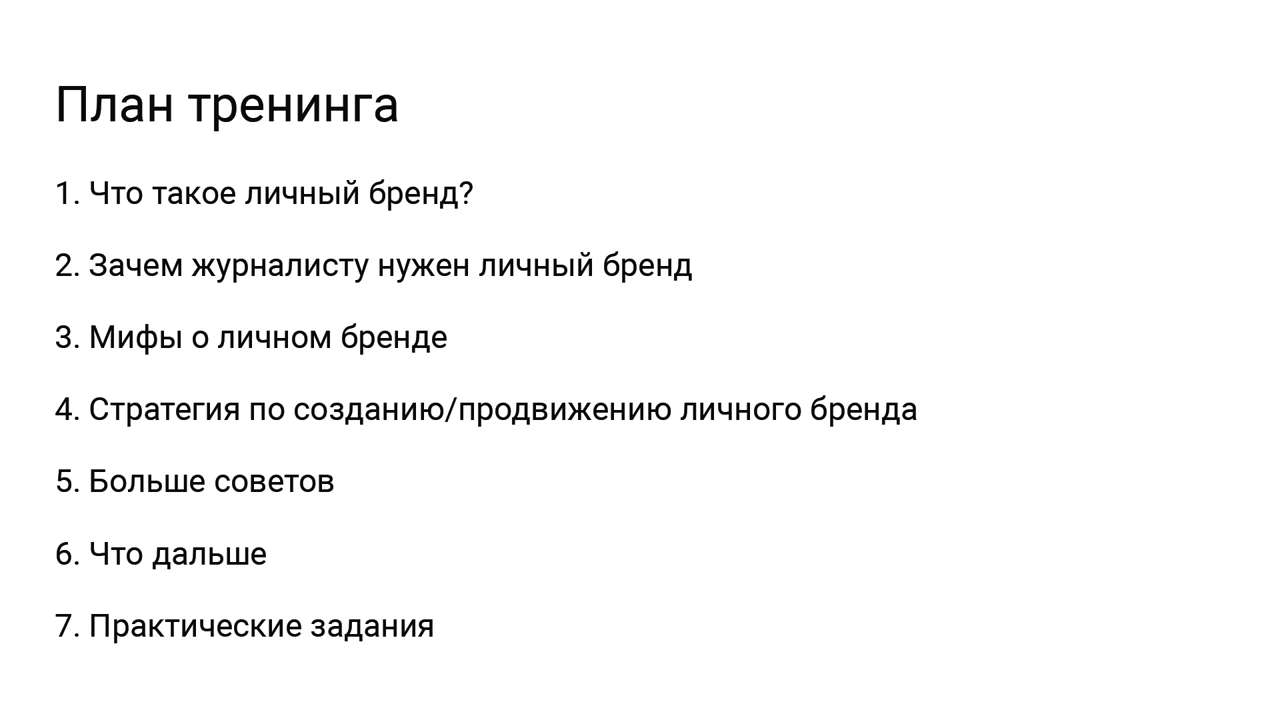 План тренинга
1. Что такое личный бренд?
2. Зачем журналисту нужен личный бренд
3. Мифы о личном бренде
4. Стратегия по созданию/продвижению личного бренда
5. Больше советов
6. Что дальше
7. Практические задания